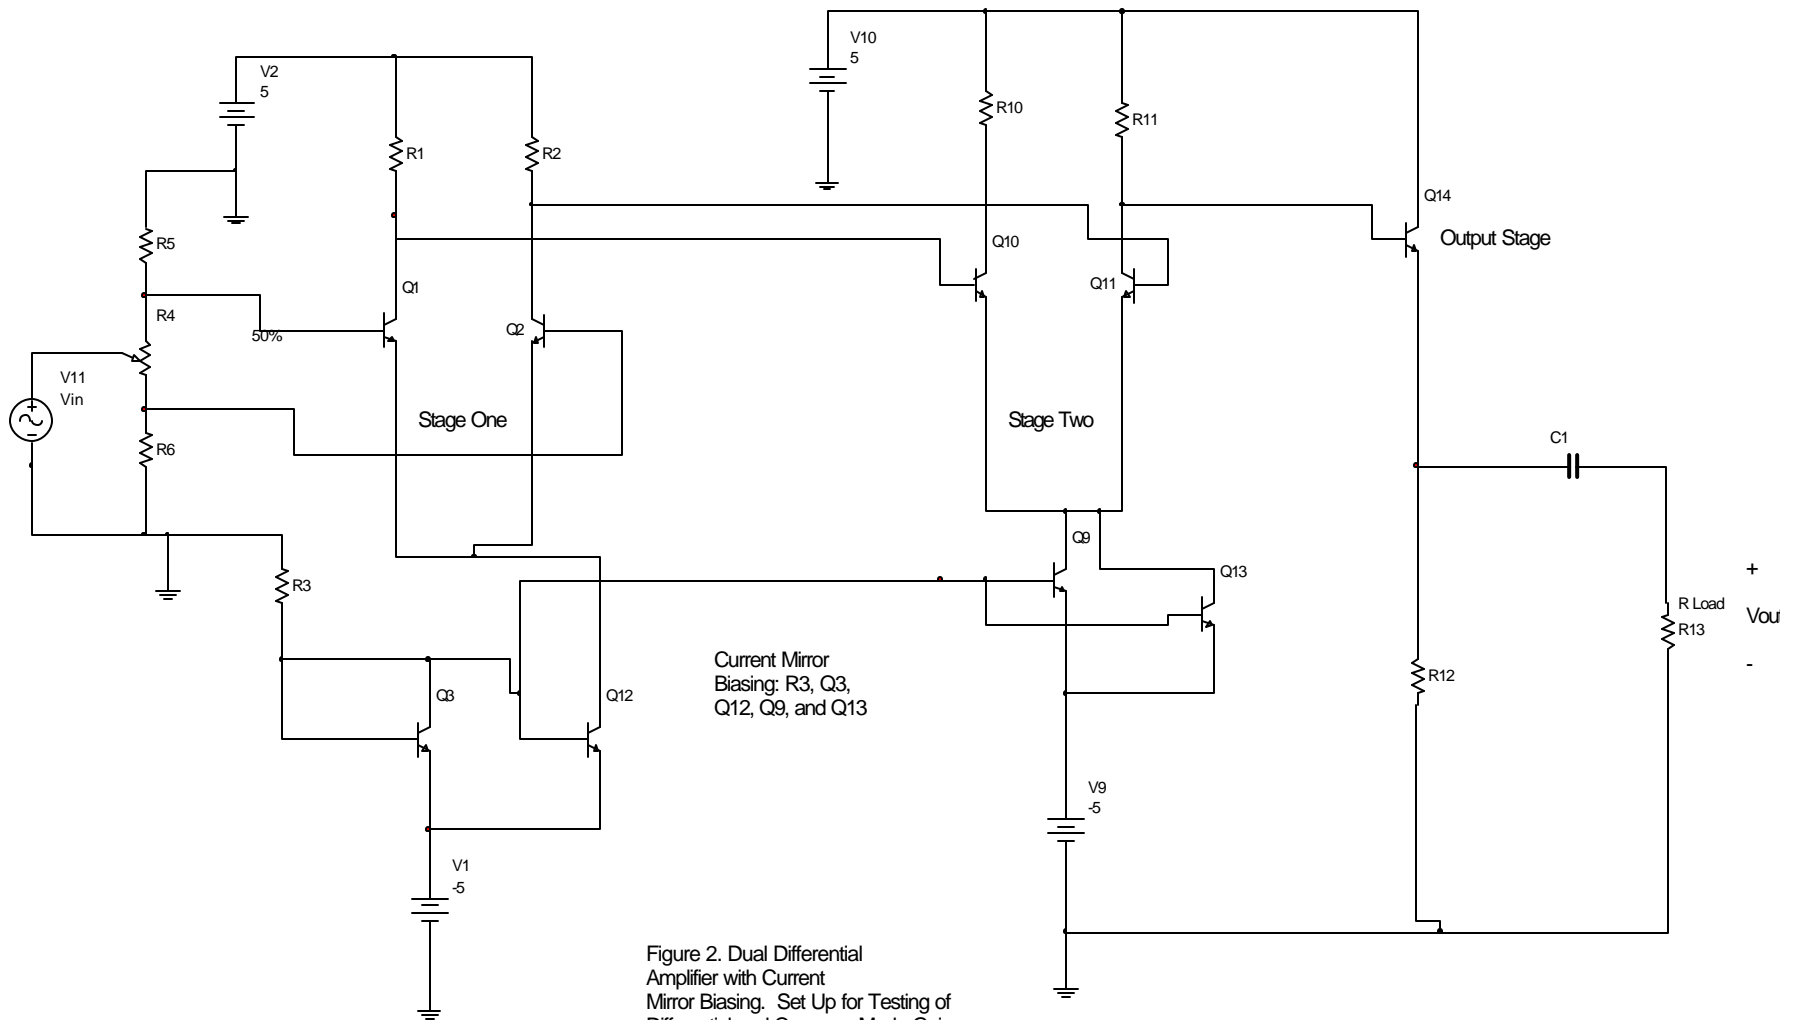 V2
5
V10
5
R10
R11
R1
R2
Q14
Output Stage
R5
Q10
Q11
Q1
R4
50%
Q2
V11
Vin
Stage One
Stage Two
R6
C1
Q9
Q13
R3
+
R Load
R13
-
Current Mirror
Biasing: R3, Q3,
Q12, Q9, and Q13
Q3
Q12
R12
V9
-5
V1
-5
Figure 2. Dual Differential
Amplifier with Current
Mirror Biasing. Set Up for Testing of